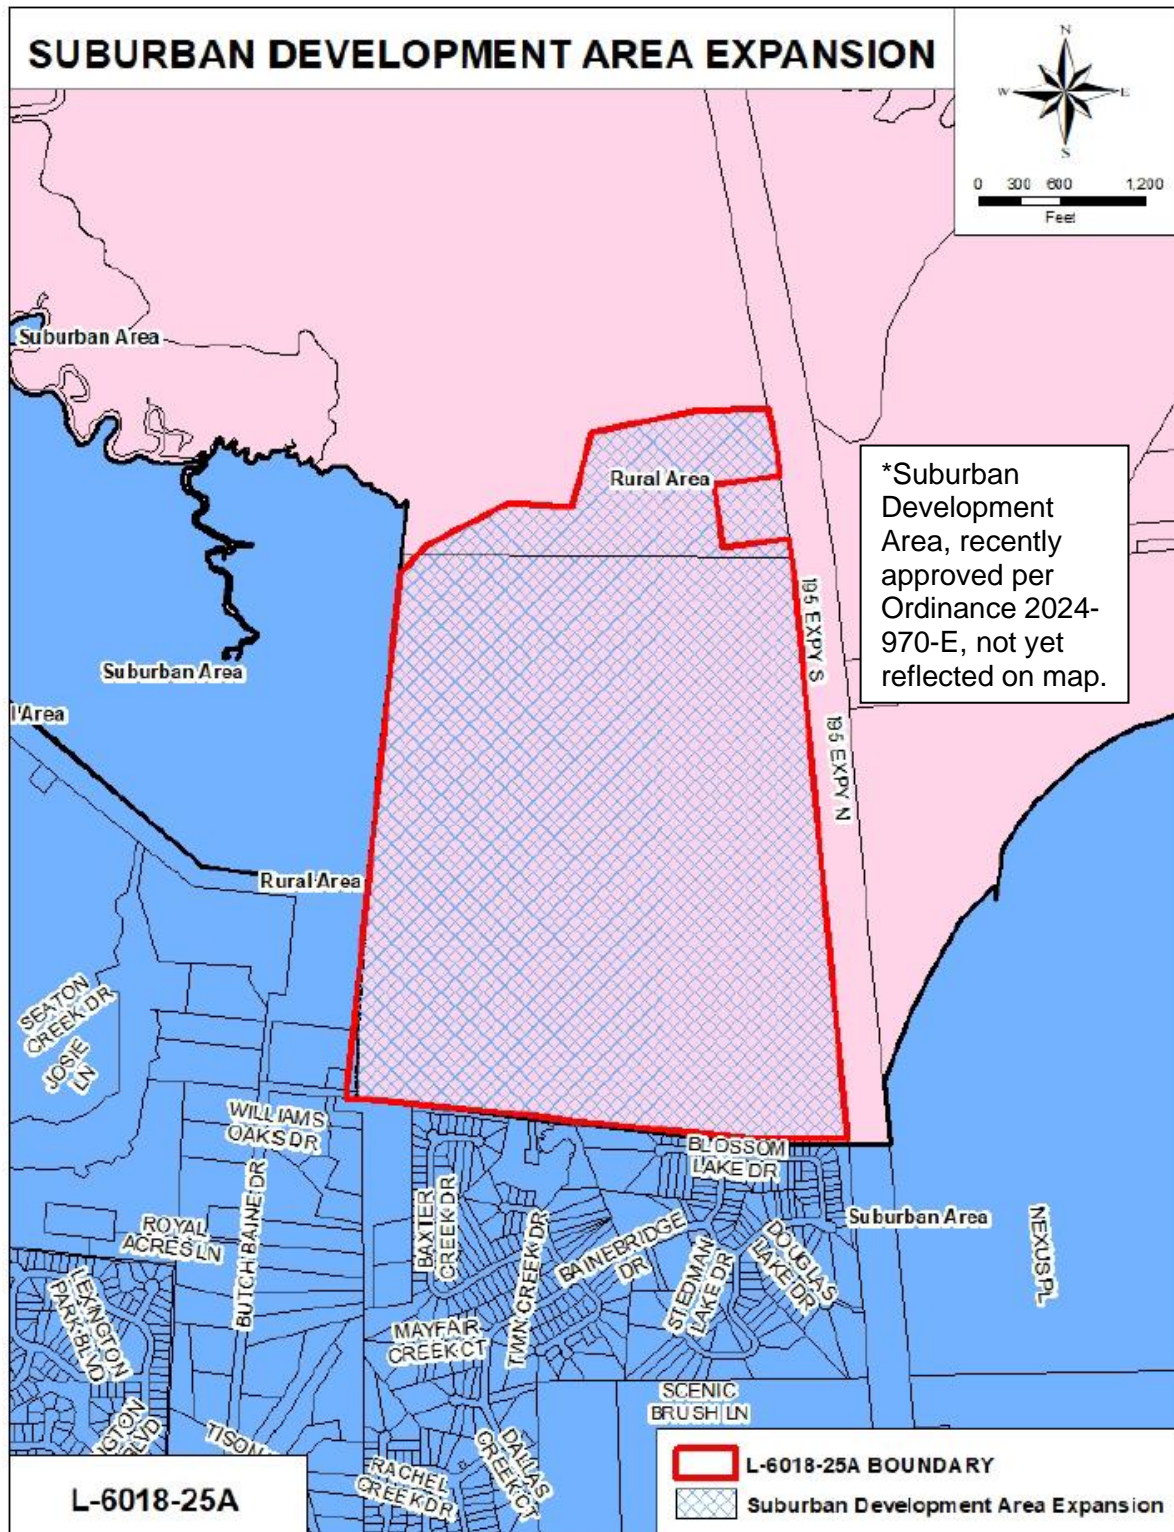 SUBURBAN DEVELOPMENT AREA EXPANSION
N
W
E
S
0 300 600 1,200
Feet
Suburban Area
Rural Area
*Suburban
Development
Area, recently
approved per
Ordinance 2024-
970-E, not yet
reflected on map.
I95 EXPY S
Suburban Area
l Area
I95 EXPY N
Rural Area
SEATON
CREEK DR
JOSIE
LN
WILLIAMS
OAKS DR
BLOSSOM
LAKE DR
BUTCH BAINE DR
BAXTER
CREEK DR
TWIN CREEK DR
BAINEBRIDGE
DR
STEDMAN
LAKE DR
DOUGLAS
LAKE DR
Suburban Area
NEXUS PL
ROYAL
ACRES LN
LEXINGTON
PARK BLVD
MAYFAIR
CREEK CT
SCENIC
BRUSH LN
NGTON
BLVD
TISON
RACHEL
CREEK DR
DALLAS
CREEK CT
L-6018-25A
L-6018-25A BOUNDARY
Suburban Development Area Expansion